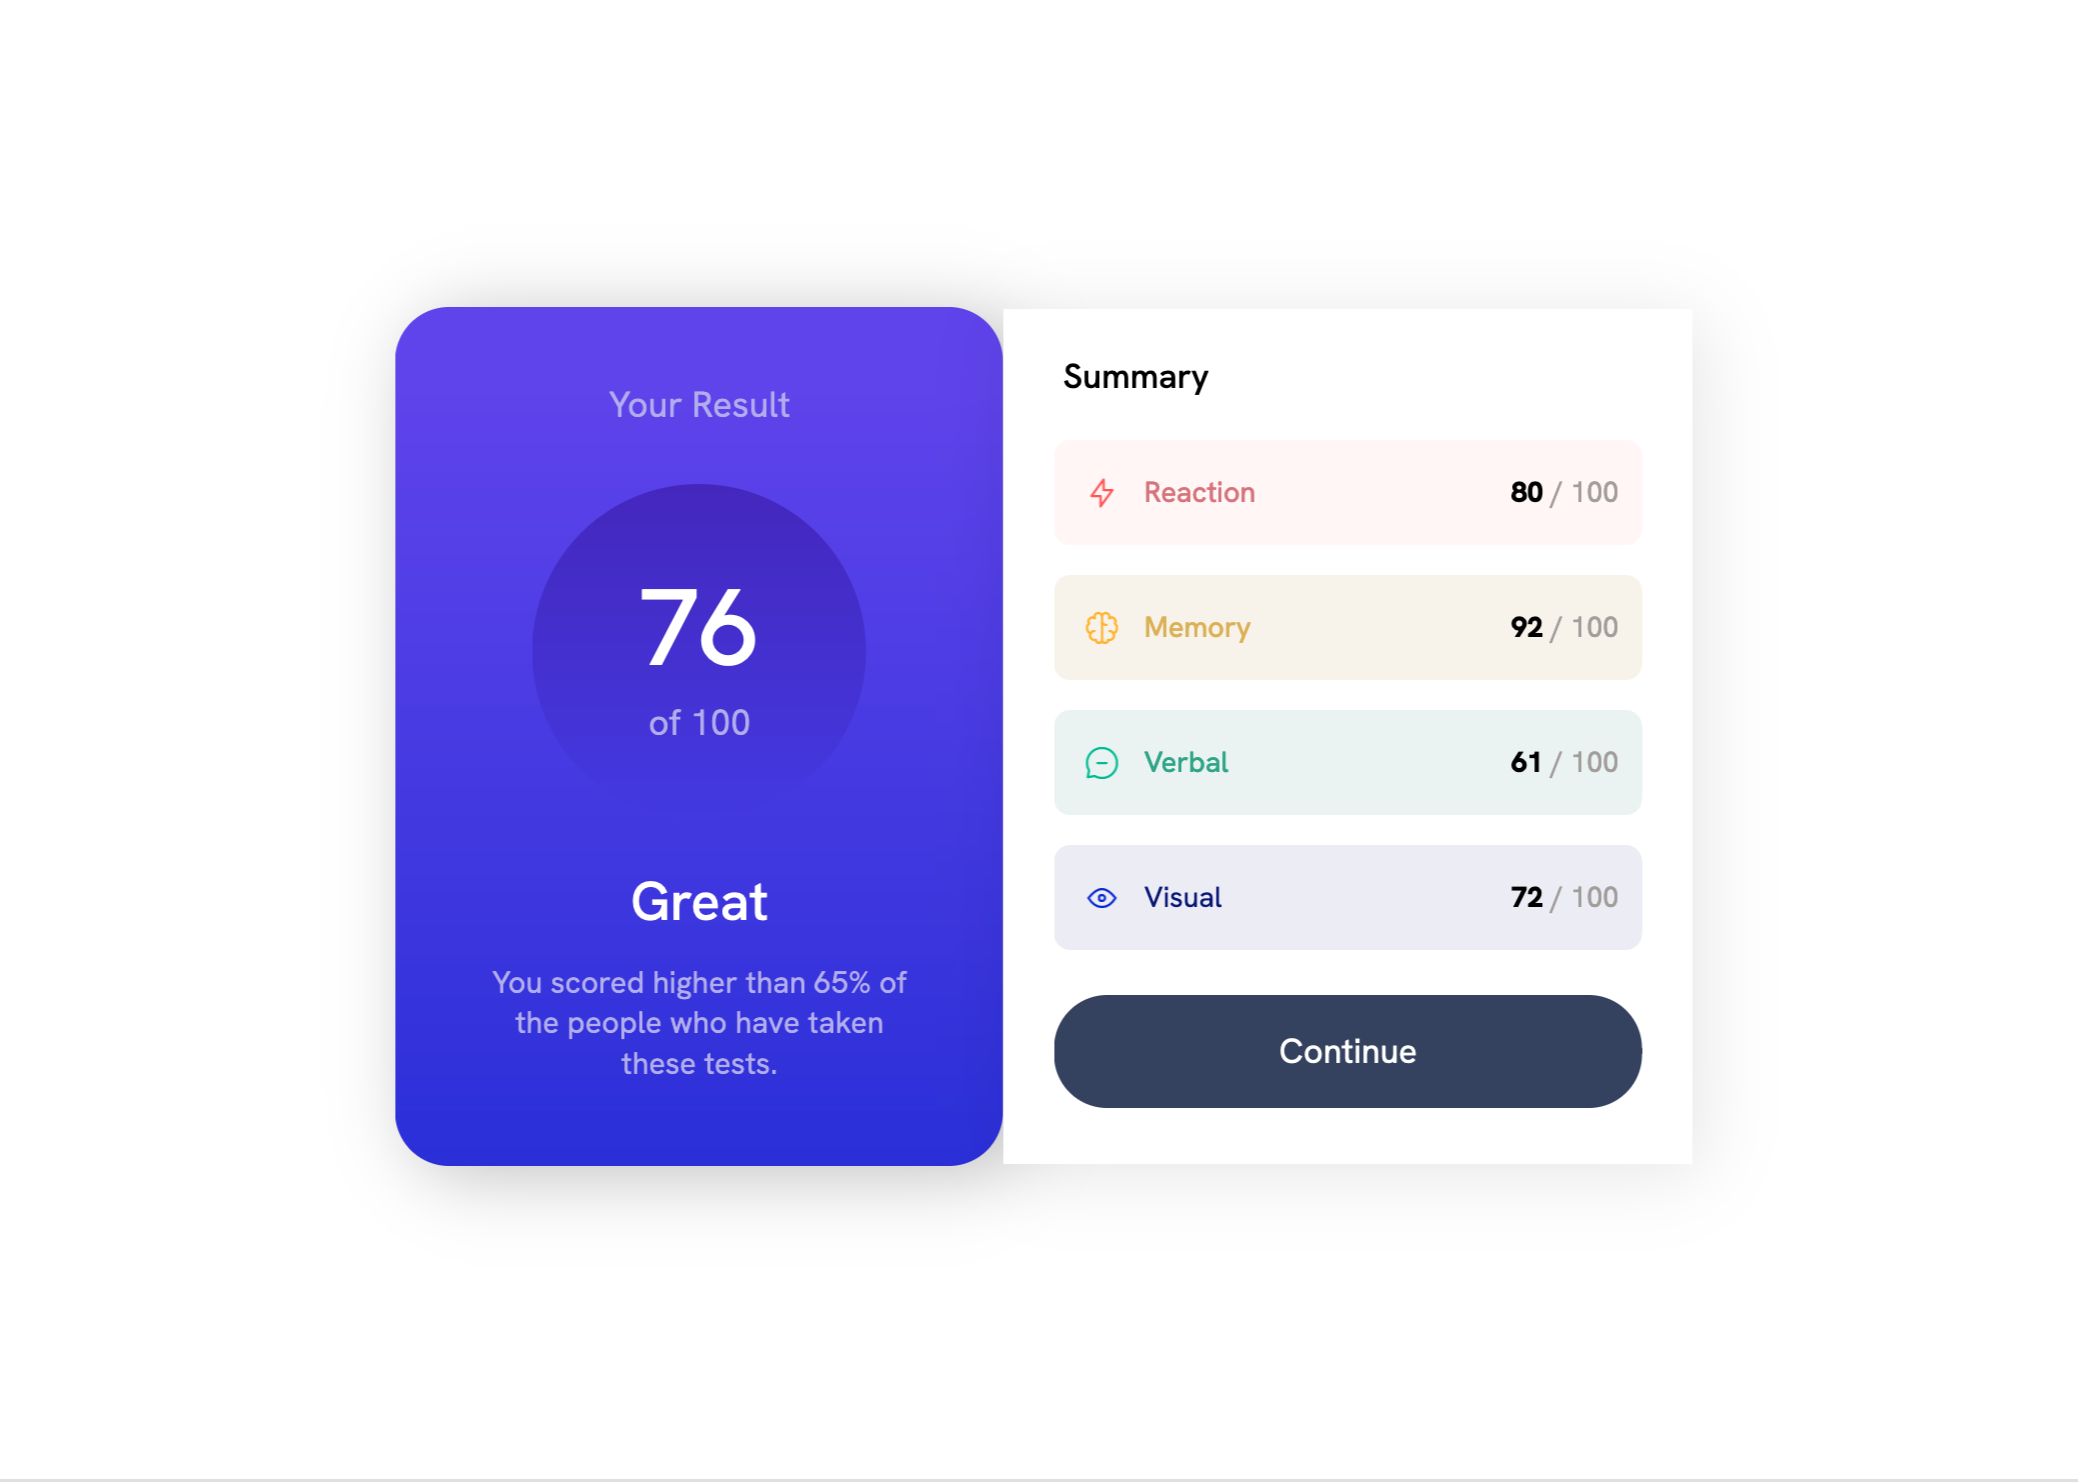 Your Result
76
of 100
Great
You scored higher than 65% of
the people who have taken
these tests.
Summary
Reaction 80 / 100
Memory 92 / 100
Verbal 61 / 100
Visual 72 / 100
Continue